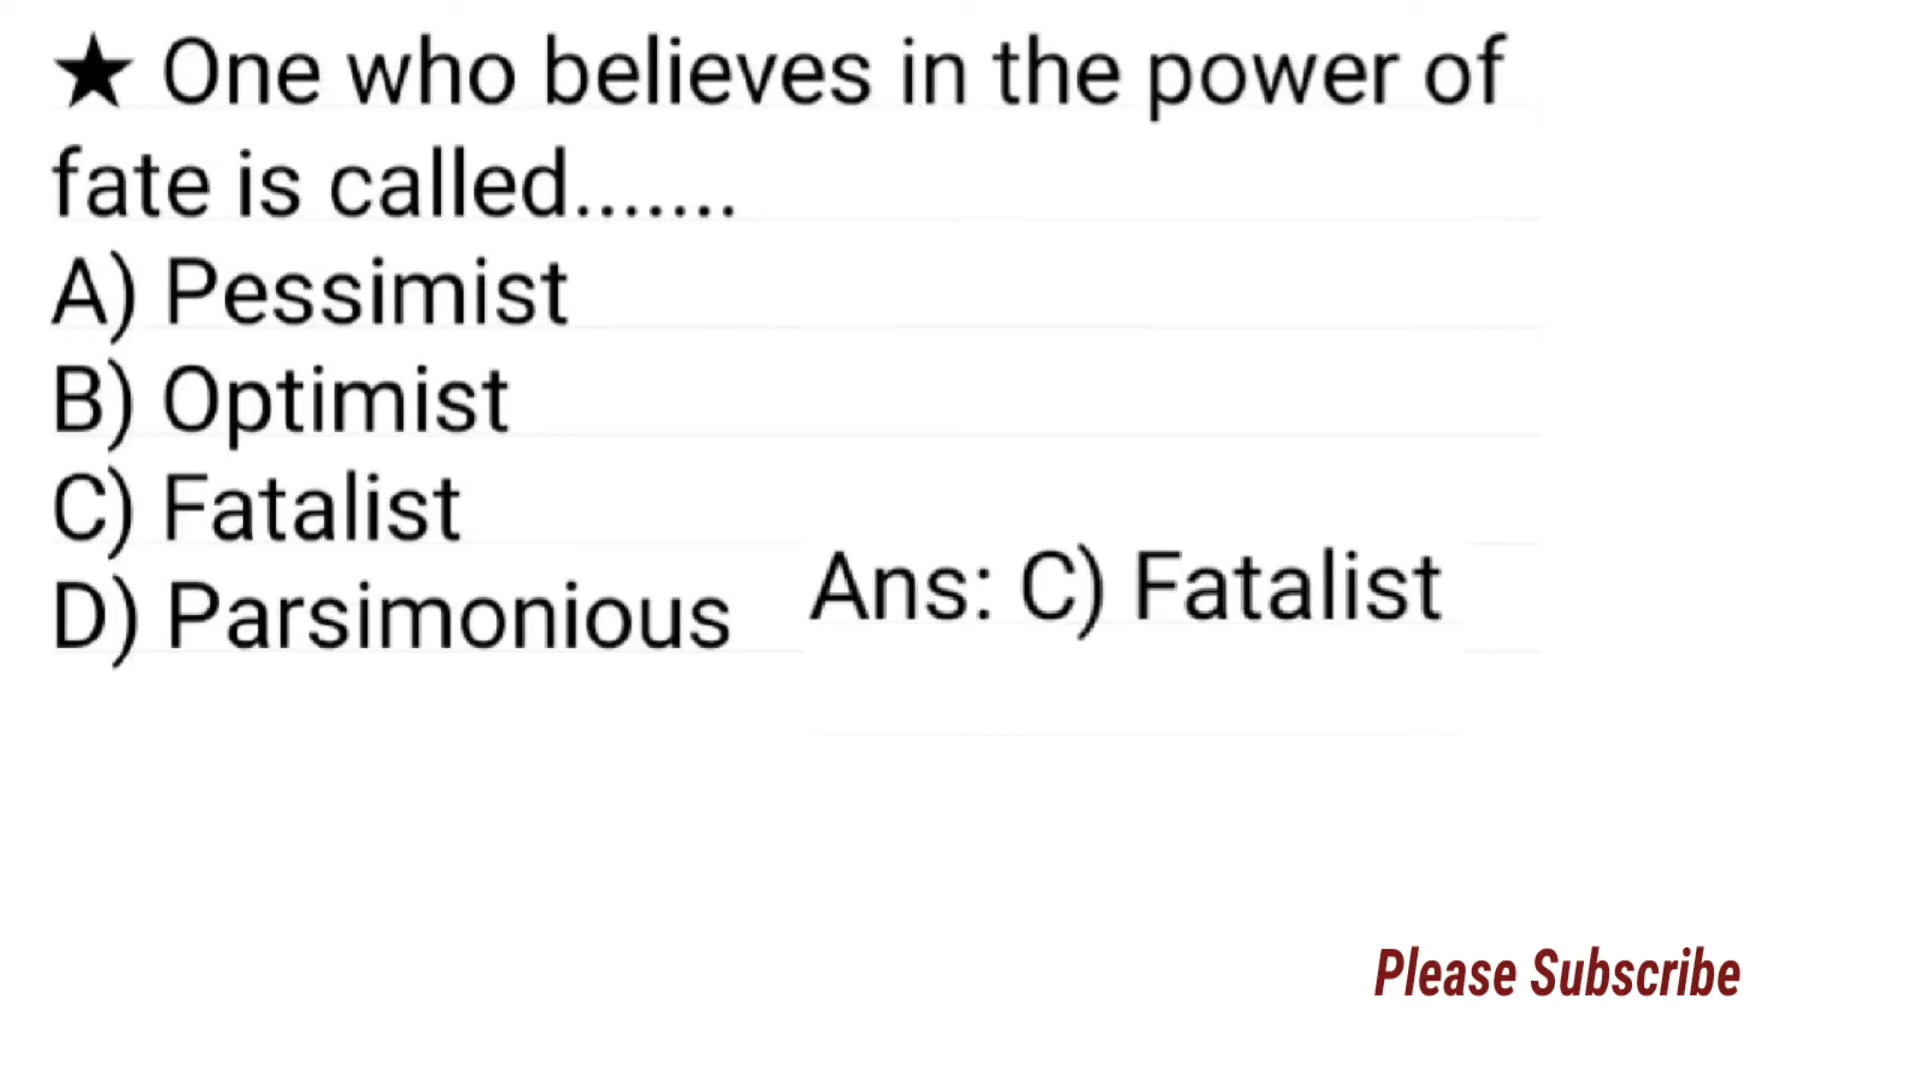 ★ One who believes in the power of
fate is called.......
A) Pessimist
B) Optimist
C) Fatalist
D) Parsimonious
Ans: C) Fatalist
Please Subscribe